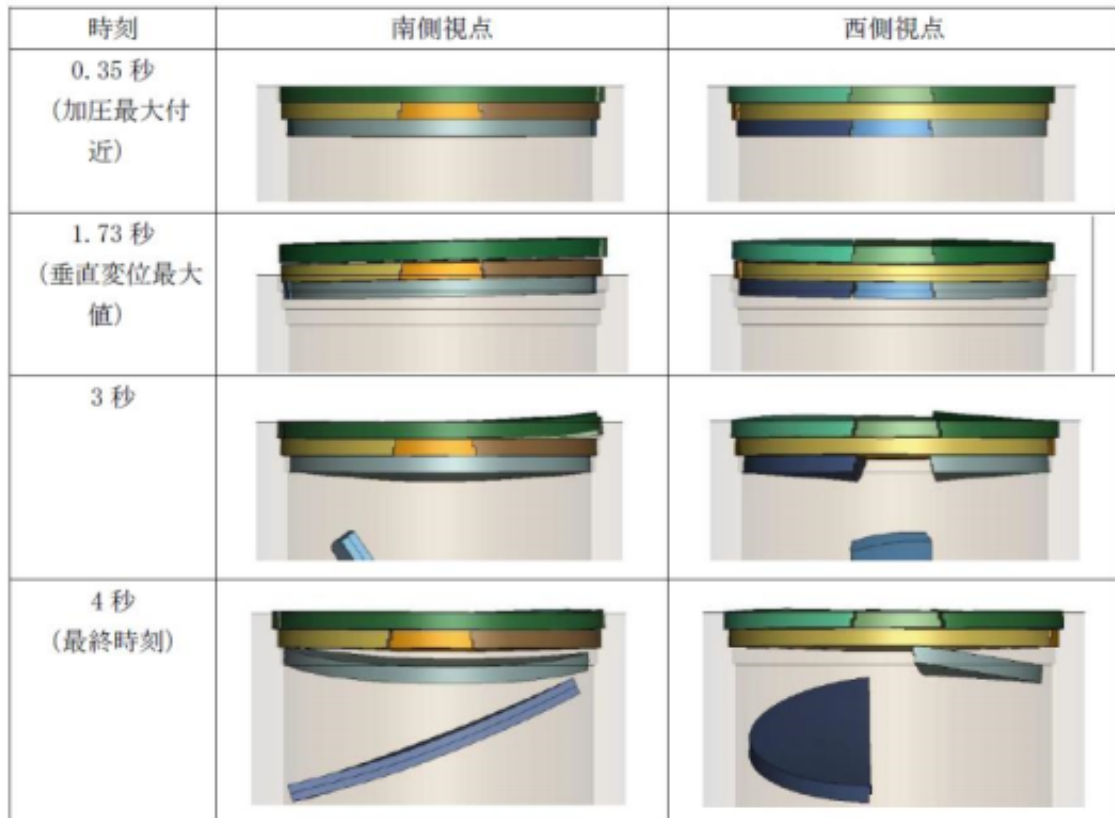 時刻
南側視点
西側視点
0.35 秒
(加圧最大付
近)
1.73 秒
(垂直変位最大
値)
3 秒
4 秒
(最終時刻)